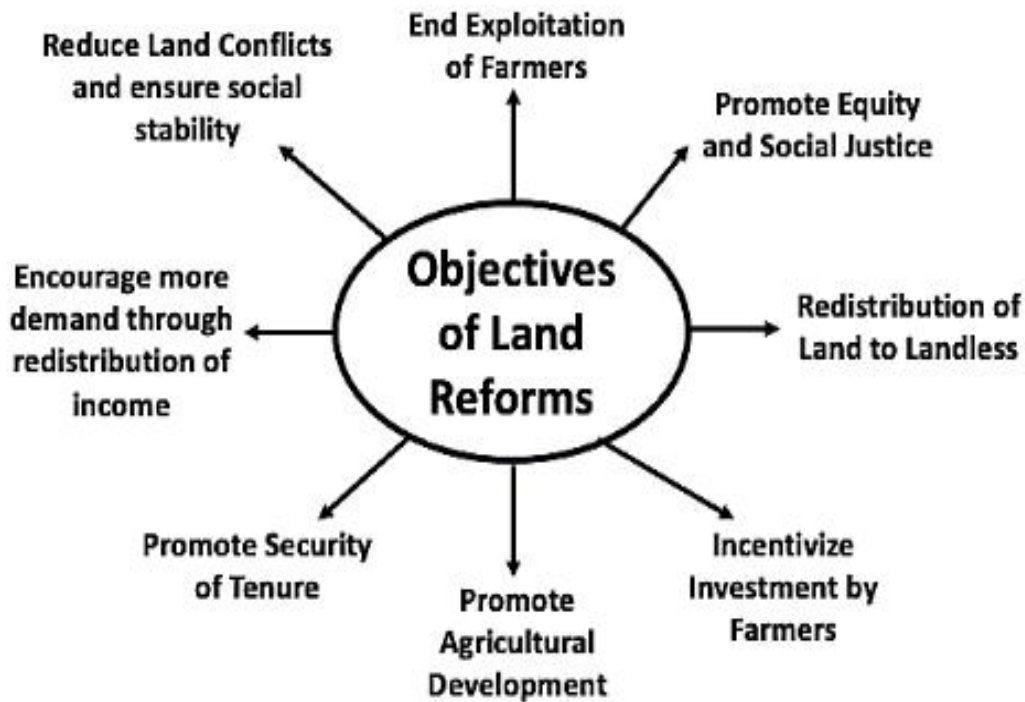 Objectives
of Land
Reforms
End Exploitation
of Farmers
Promote Equity
and Social Justice
Redistribution of
Land to Landless
Incentivize
Investment by
Farmers
Promote
Agricultural
Development
Promote Security
of Tenure
Encourage more
demand through
redistribution of
income
Reduce Land Conflicts
and ensure social
stability